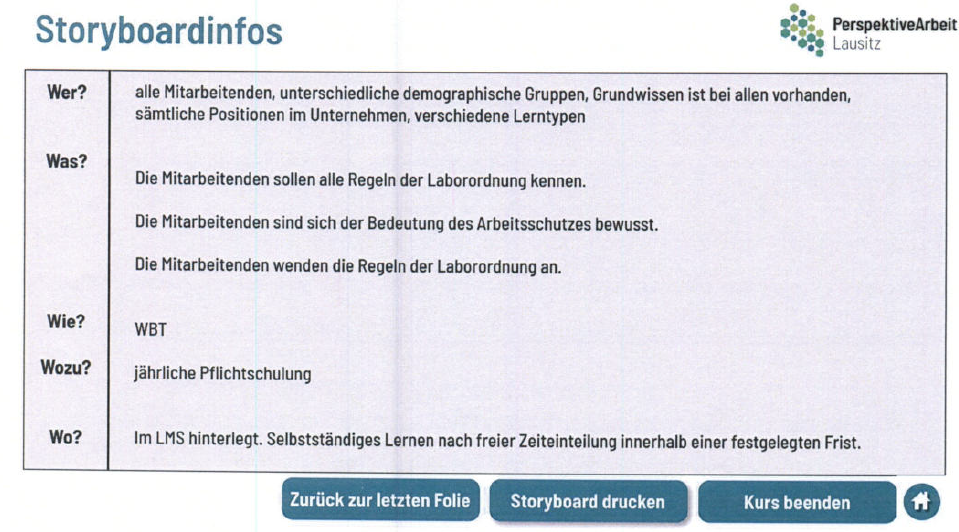 Storyboardinfos
PerspektiveArbeit
Lausitz
Wer?
alle Mitarbeitenden, unterschiedliche demographische Gruppen, Grundwissen ist bei allen vorhanden,
sämtliche Positionen im Unternehmen, verschiedene Lerntypen
Was?
Die Mitarbeitenden sollen alle Regeln der Laborordnung kennen.
Die Mitarbeitenden sind sich der Bedeutung des Arbeitsschutzes bewusst.
Die Mitarbeitenden wenden die Regeln der Laborordnung an.
Wie?
WBT
Wozu?
jährliche Pflichtschulung
Wo?
Im LMS hinterlegt. Selbstständiges Lernen nach freier Zeiteinteilung innerhalb einer festgelegten Frist.
Zurück zur letzten Folie
Storyboard drucken
Kurs beenden